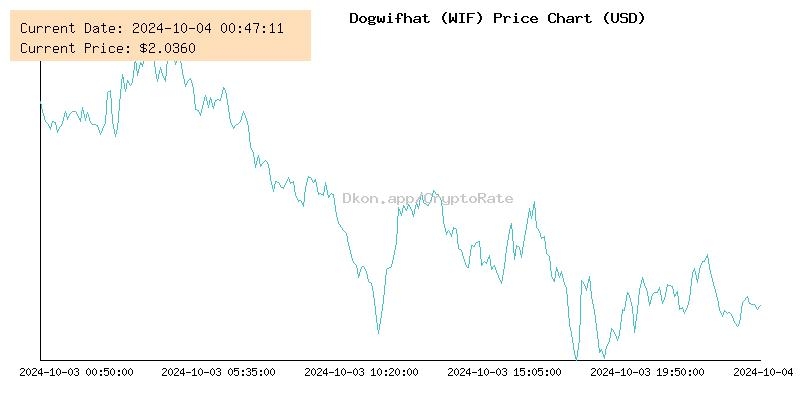 Dogwifhat (WIF) Price Chart (USD)
Current Date: 2024-10-04 00:47:11
Current Price: $2.0360
Dkon.app/CryptoRate
2024-10-03 00:50:00 2024-10-03 05:35:00 2024-10-03 10:20:00 2024-10-03 15:05:00 2024-10-03 19:50:00 2024-10-04